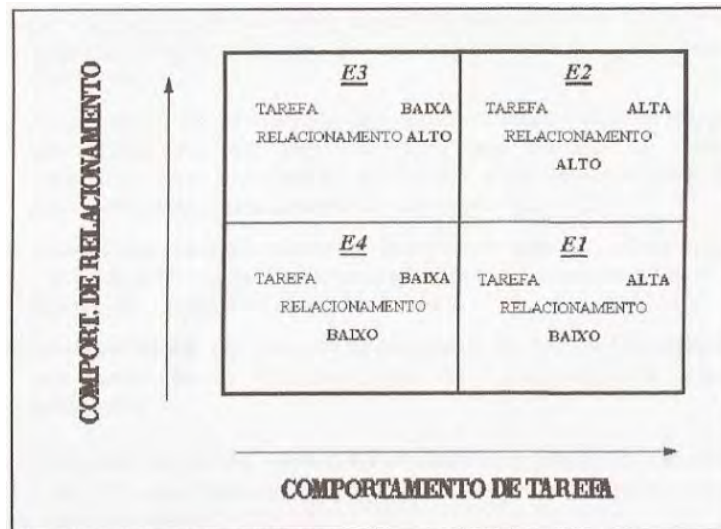 COMPORT. DE RELACIONAMENTO
E3
TAREFA BAIXA
RELACIONAMENTO ALTO
E2
TAREFA ALTA
RELACIONAMENTO
ALTO
E4
TAREFA BAIXA
RELACIONAMENTO
BAIXO
E1
TAREFA ALTA
RELACIONAMENTO
BAIXO
COMPORTAMENTO DE TAREFA